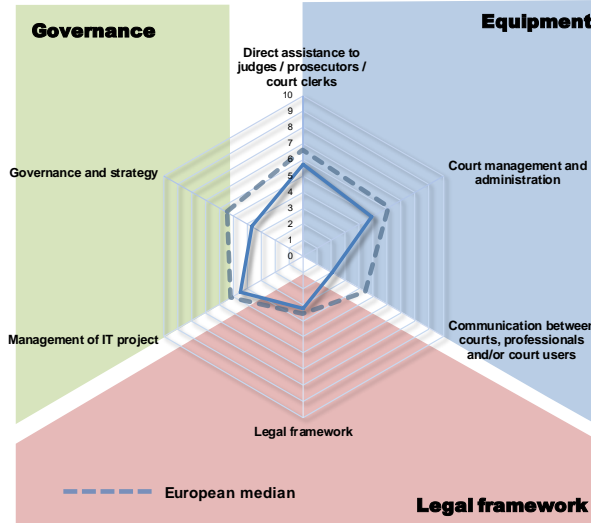 Governance
Equipment
Direct assistance to
judges / prosecutors /
court clerks
10
9
8
7
6
5
4
3
2
1
0
Governance and strategy
Court management and
administration
Management of IT project
Communication between
courts, professionals
and/or court users
Legal framework
European median
Legal framework